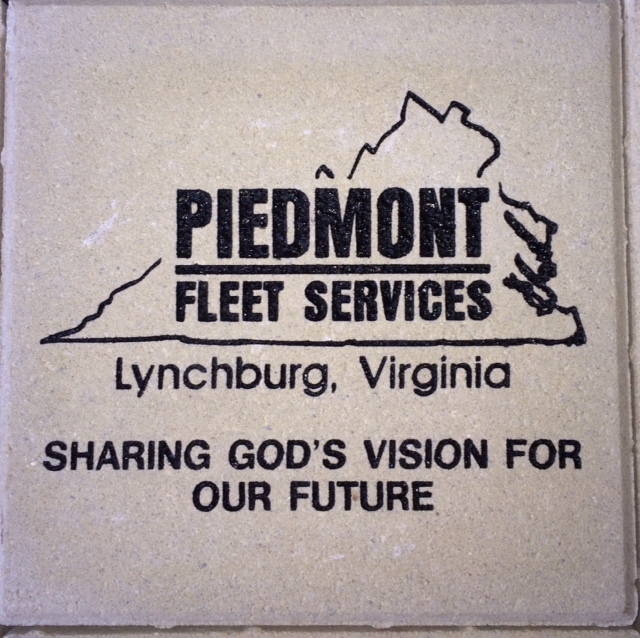 PIEDMONT
FLEET SERVICES
Lynchburg, Virginia
SHARING GOD'S VISION FOR
OUR FUTURE